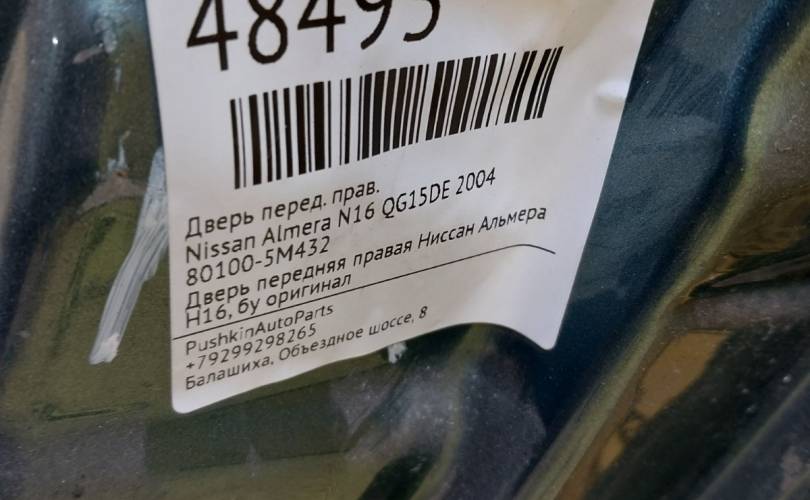 48495
Дверь перед. прав.
Nissan Almera N16 QG15DE 2004
80100-5M432
Дверь передняя правая Ниссан Альмера
Н16, бу оригинал
PushkinAutoParts
+79299298265
Балашиха, Объездное шоссе, 8